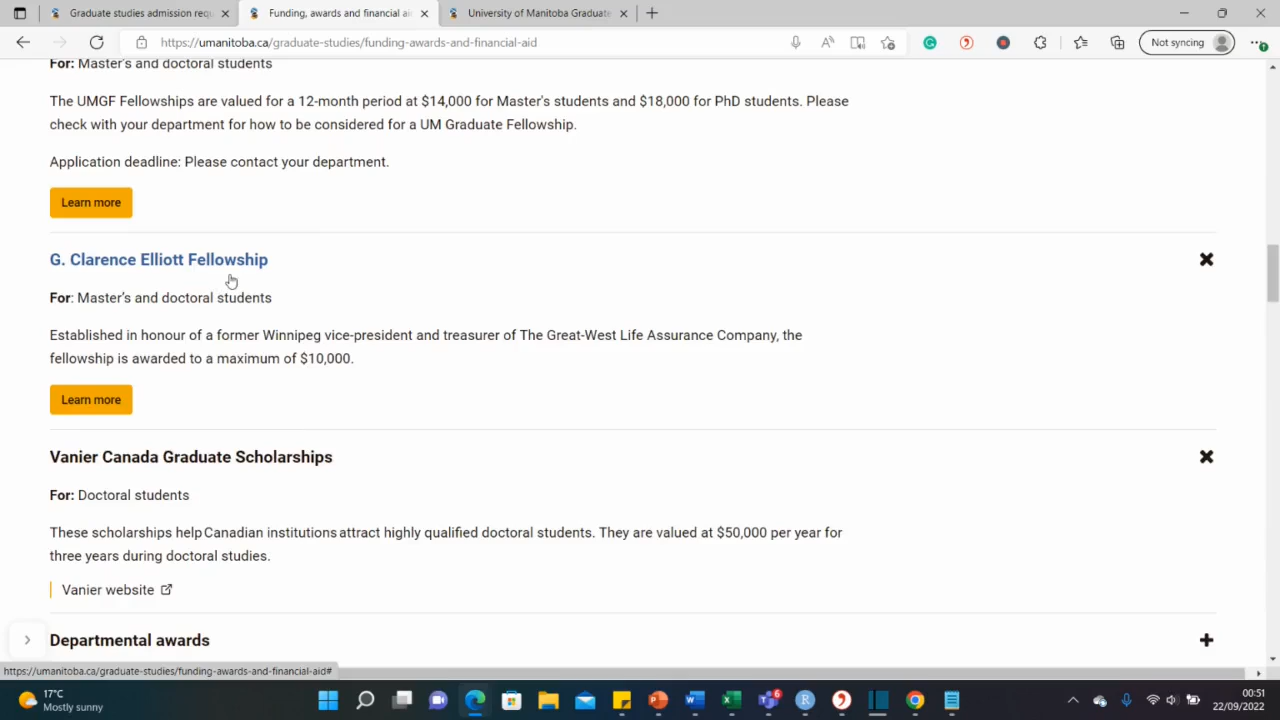 Graduate studies admission requ
Funding, awards and financial ai
University of Manitoba Graduate
https://umanitoba.ca/graduate-studies/funding-awards-and-financial-aid
Not syncing
For: Master's and doctoral students
The UMGF Fellowships are valued for a 12-month period at $14,000 for Master's students and $18,000 for PhD students. Please
check with your department for how to be considered for a UM Graduate Fellowship.
Application deadline: Please contact your department.
Learn more
G. Clarence Elliott Fellowship
For: Master's and doctoral students
Established in honour of a former Winnipeg vice-president and treasurer of The Great-West Life Assurance Company, the
fellowship is awarded to a maximum of $10,000.
Learn more
Vanier Canada Graduate Scholarships
For: Doctoral students
These scholarships help Canadian institutions attract highly qualified doctoral students. They are valued at $50,000 per year for
three years during doctoral studies.
Vanier website
Departmental awards
https://umanitoba.ca/graduate-studies/funding-awards-and-financial-aid#
17°C
Mostly sunny
6
00:51
22/09/2022